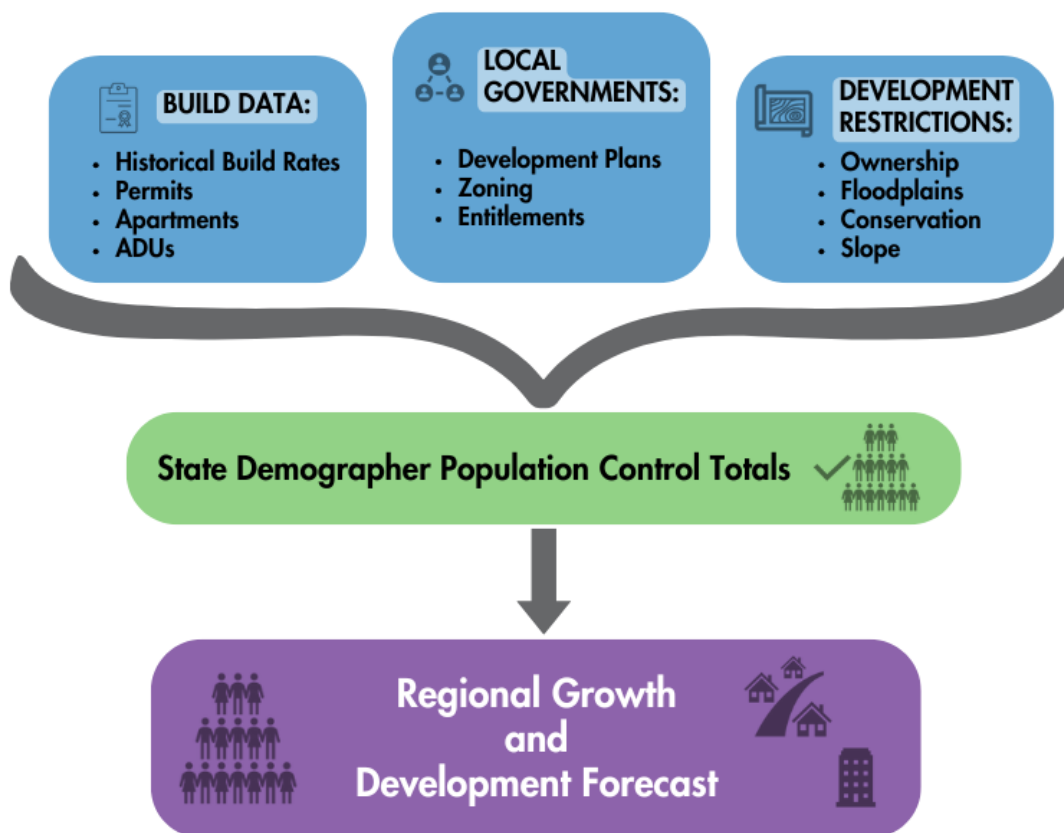 BUILD DATA:
• Historical Build Rates
• Permits
• Apartments
• ADUs
LOCAL
GOVERNMENTS:
• Development Plans
• Zoning
• Entitlements
DEVELOPMENT
RESTRICTIONS:
• Ownership
• Floodplains
• Conservation
• Slope
State Demographer Population Control Totals
Regional Growth
and
Development Forecast